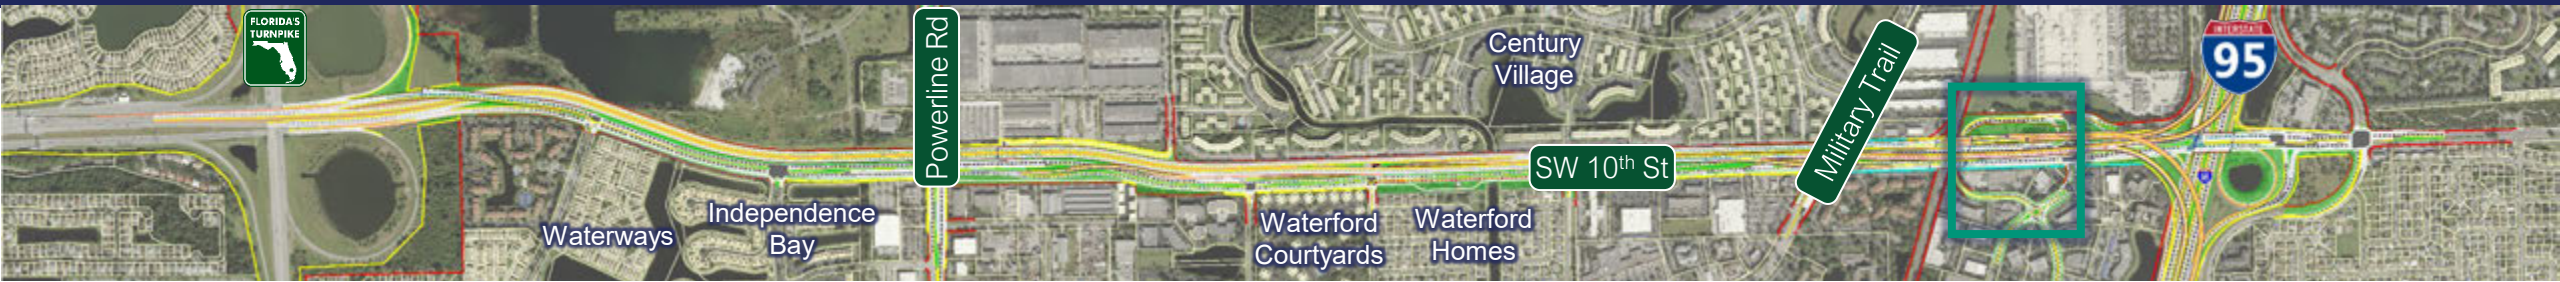 FLORIDA'S
TURNPIKE
Waterways
Independence
Bay
Powerline Rd
Century
Village
Waterford
Courtyards
Waterford
Homes
SW 10th St
Military Trail
INTERSTATE
95